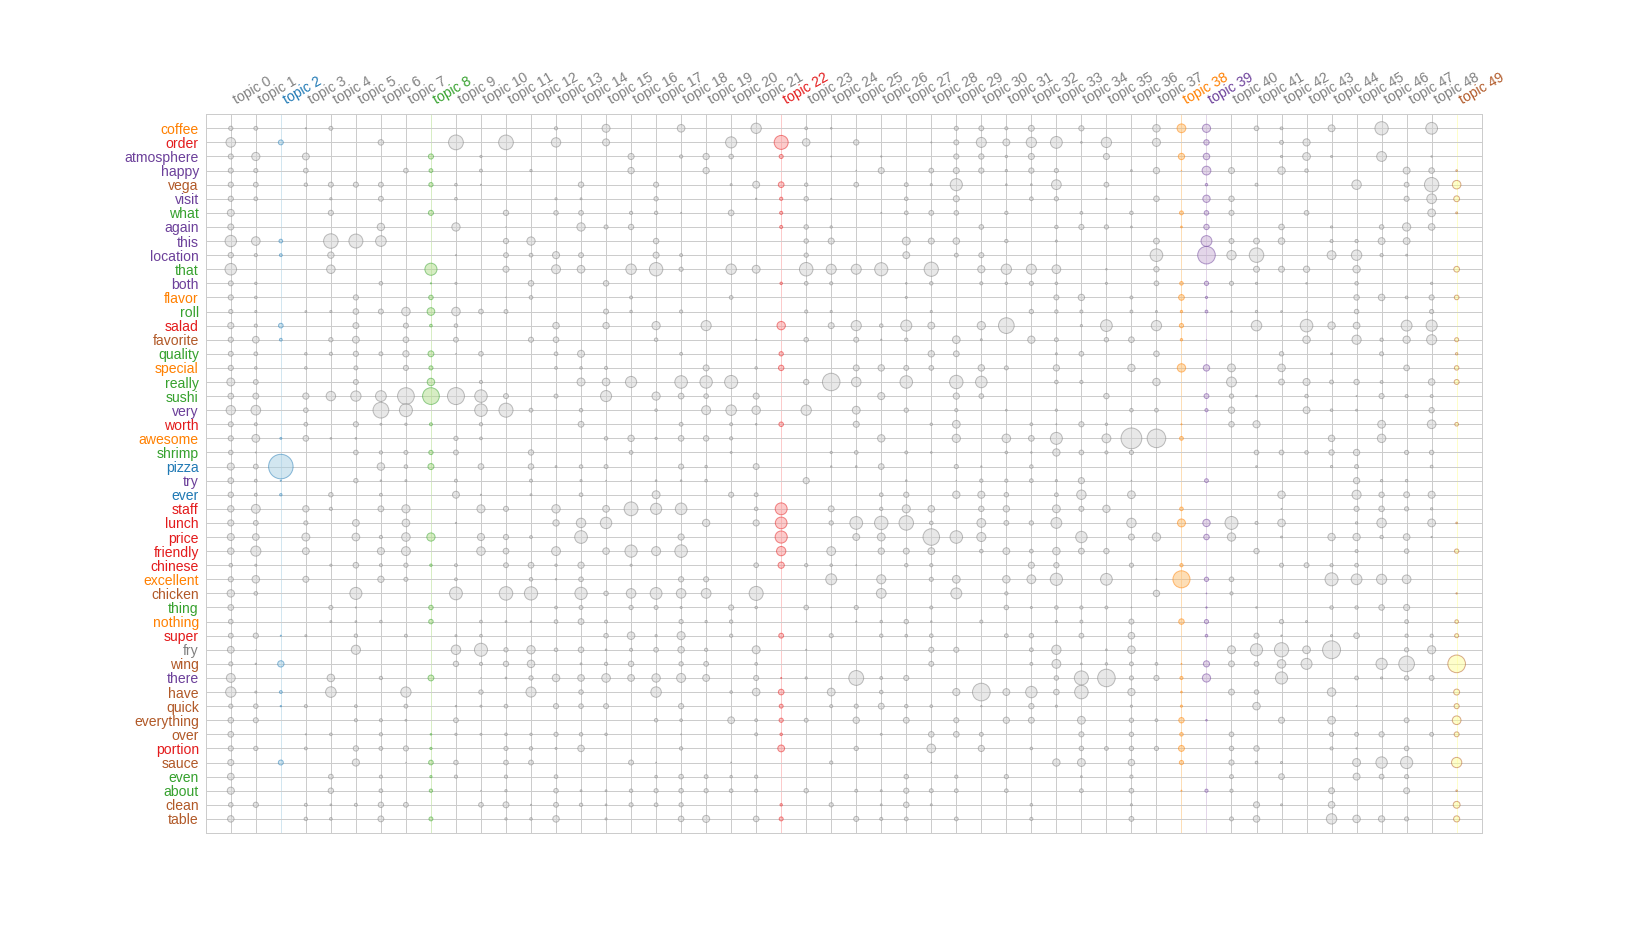 topic 0
topic 1
topic 2
topic 3
topic 4
topic 5
topic 6
topic 7
topic 8
topic 9
topic 10
topic 11
topic 12
topic 13
topic 14
topic 15
topic 16
topic 17
topic 18
topic 19
topic 20
topic 21
topic 22
topic 23
topic 24
topic 25
topic 26
topic 27
topic 28
topic 29
topic 30
topic 31
topic 32
topic 33
topic 34
topic 35
topic 36
topic 37
topic 38
topic 39
topic 40
topic 41
topic 42
topic 43
topic 44
topic 45
topic 46
topic 47
topic 48
topic 49
coffee
order
atmosphere
happy
vega
visit
what
again
this
location
that
both
flavor
roll
salad
favorite
quality
special
really
sushi
very
worth
awesome
shrimp
pizza
try
ever
staff
lunch
price
friendly
chinese
excellent
chicken
thing
nothing
super
fry
wing
there
have
quick
everything
over
portion
sauce
even
about
clean
table